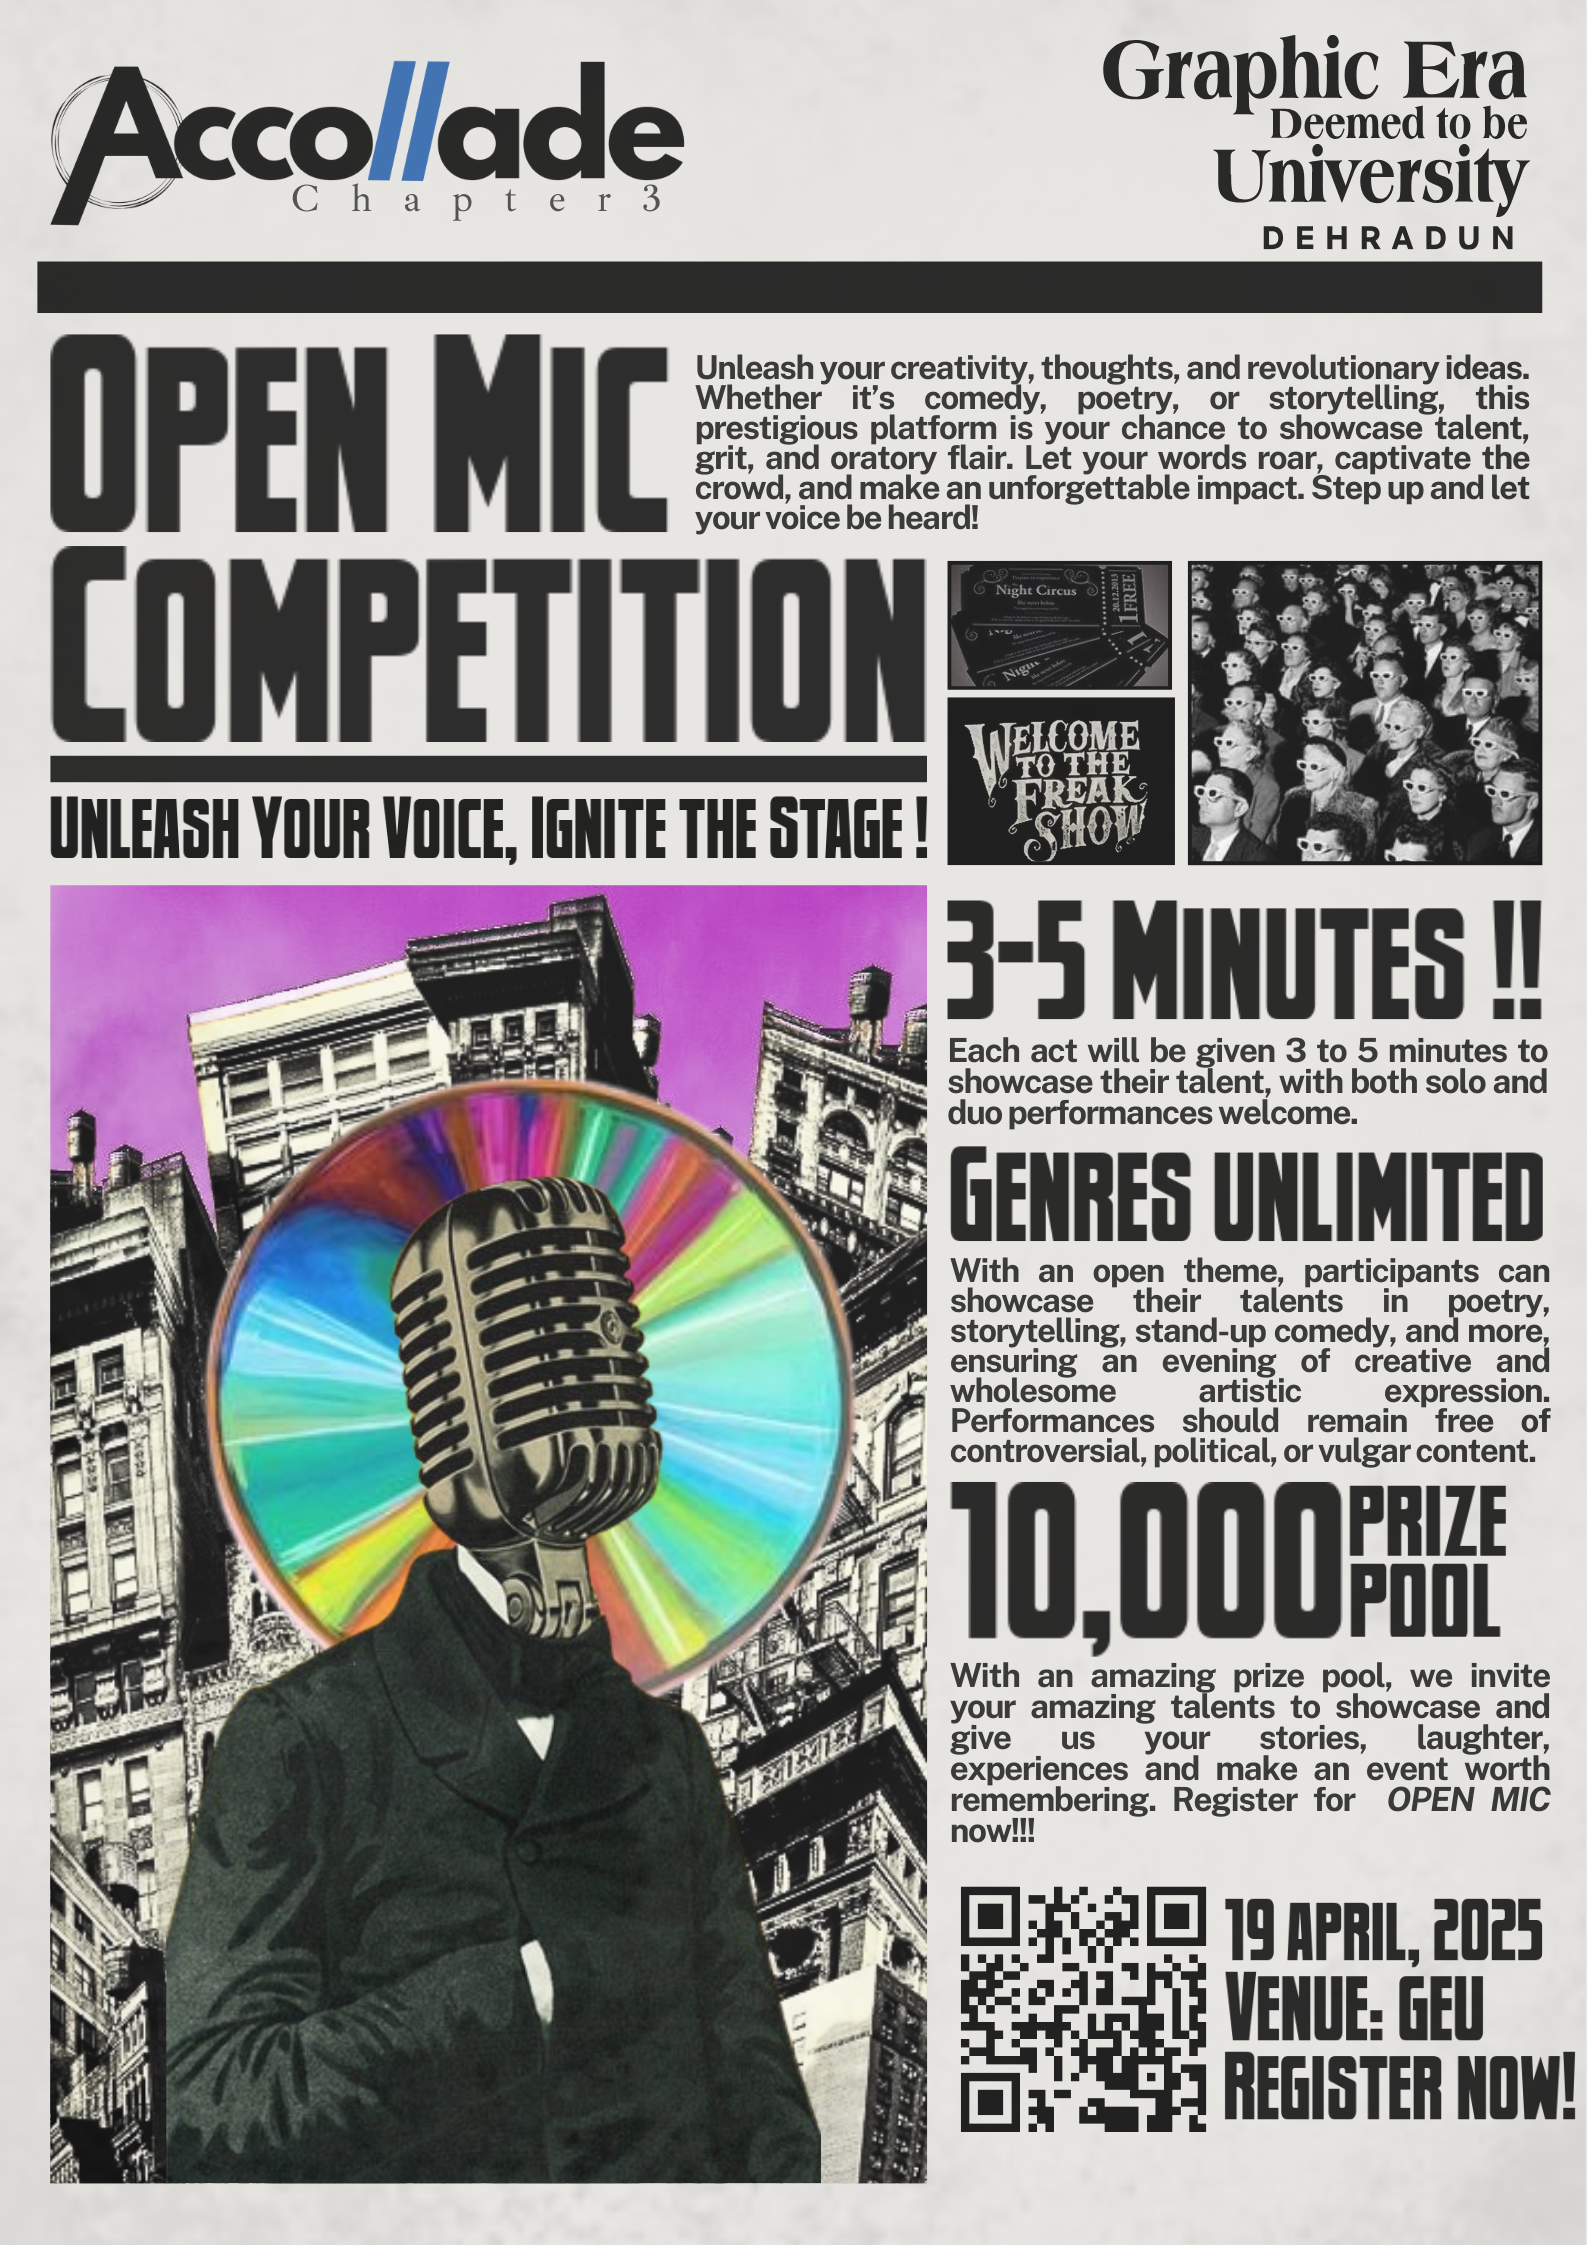 Accollade
Chapter3
Graphic Era
Deemed to be
University
DEHRADUN
OPEN MIC
COMPETITION
Unleash your creativity, thoughts, and revolutionary ideas.
Whether it's comedy, poetry, or storytelling, this
prestigious platform is your chance to showcase talent,
grit, and oratory flair. Let your words roar, captivate the
crowd, and make an unforgettable impact. Step up and let
your voice be heard!
UNLEASH YOUR VOICE, IGNITE THE STAGE !
Night Circus
like never before
20.12.2013
1 FREE
Night
WELCOME
TO THE
FREAK
SHOW
3-5 MINUTES !!
Each act will be given 3 to 5 minutes to
showcase their talent, with both solo and
duo performances welcome.
GENRES UNLIMITED
With an open theme, participants can
showcase their talents in poetry,
storytelling, stand-up comedy, and more,
ensuring an evening of creative and
wholesome artistic expression.
Performances should remain free of
controversial, political, or vulgar content.
10,000 PRIZE
POOL
With an amazing prize pool, we invite
your amazing talents to showcase and
give us your stories, laughter,
experiences and make an event worth
remembering. Register for OPEN MIC
now!!!
19 APRIL, 2025
VENUE: GEU
REGISTER NOW!